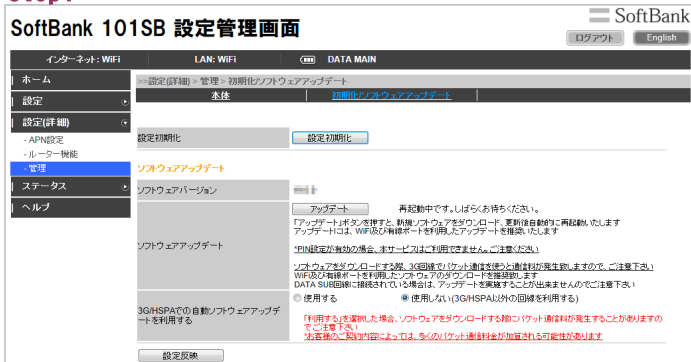 SoftBank
SoftBank 101SB 設定管理画面
ログアウト English
インターネット: WiFi LAN: WiFi DATA MAIN
ホーム
設定
設定(詳細)
- APN設定
- ルーター機能
- 管理
ステータス
ヘルプ
>>設定(詳細) > 管理 > 初期化/ソフトウェアアップデート
本体 初期化/ソフトウェアアップデート
設定初期化 設定初期化
ソフトウェアアップデート
ソフトウェアバージョン
ソフトウェアアップデート
アップデート 再起動中です。しばらくお待ちください。
「アップデート」ボタンを押すと、新規ソフトウェアをダウンロード、更新後自動的に再起動いたします
アップデートには、WiFi及び有線ポートを利用したアップデートを推奨いたします
*PIN設定が有効の場合、本サービスはご利用できません。ご注意ください
ソフトウェアをダウンロードする際、3G回線でパケット通信を使うと通信料が発生致しますので、ご注意下さい
WiFi及び有線ポートを利用したソフトウェアのダウンロードを推奨致します
DATA SUB回線に接続されている場合は、アップデートを実施することが出来ませんのでご注意下さい
3G/HSPAでの自動ソフトウェアアップデートを利用する
使用する 使用しない(3G/HSPA以外の回線を利用する)
「利用する」を選択した場合、ソフトウェアをダウンロードする際にパケット通信料が発生することがありますの
でご注意下さい
*お客様のご契約内容によっては、多くのパケット通信料金が加算される可能性があります
設定反映